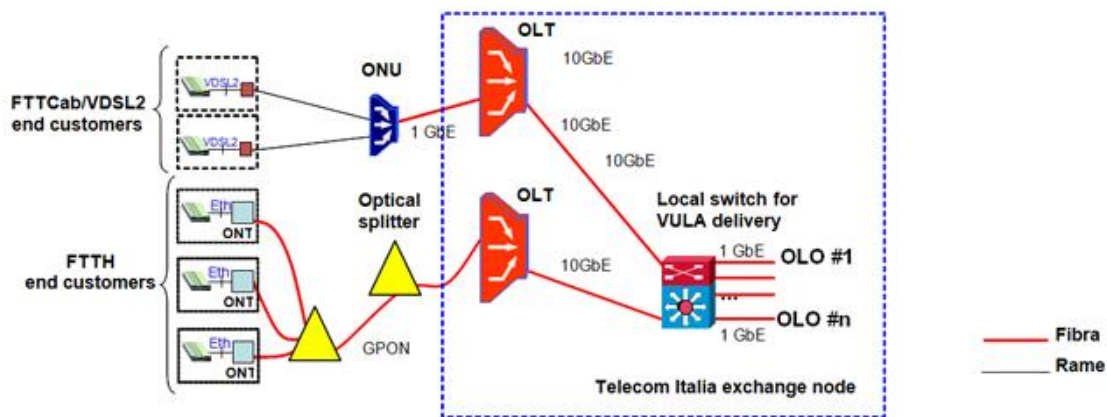 OLT
10GbE
ONU
FTTCab/VDSL2
end customers
VDSL2
VDSL2
1 GbE
10GbE
10GbE
Optical
splitter
OLT
Local switch for
VULA delivery
Eth
ONT
FTTH
end customers
Eth
ONT
Eth
ONT
GPON
10GbE
1 GbE
OLO #1
...
OLO #n
1 GbE
Telecom Italia exchange node
Fibra
Rame